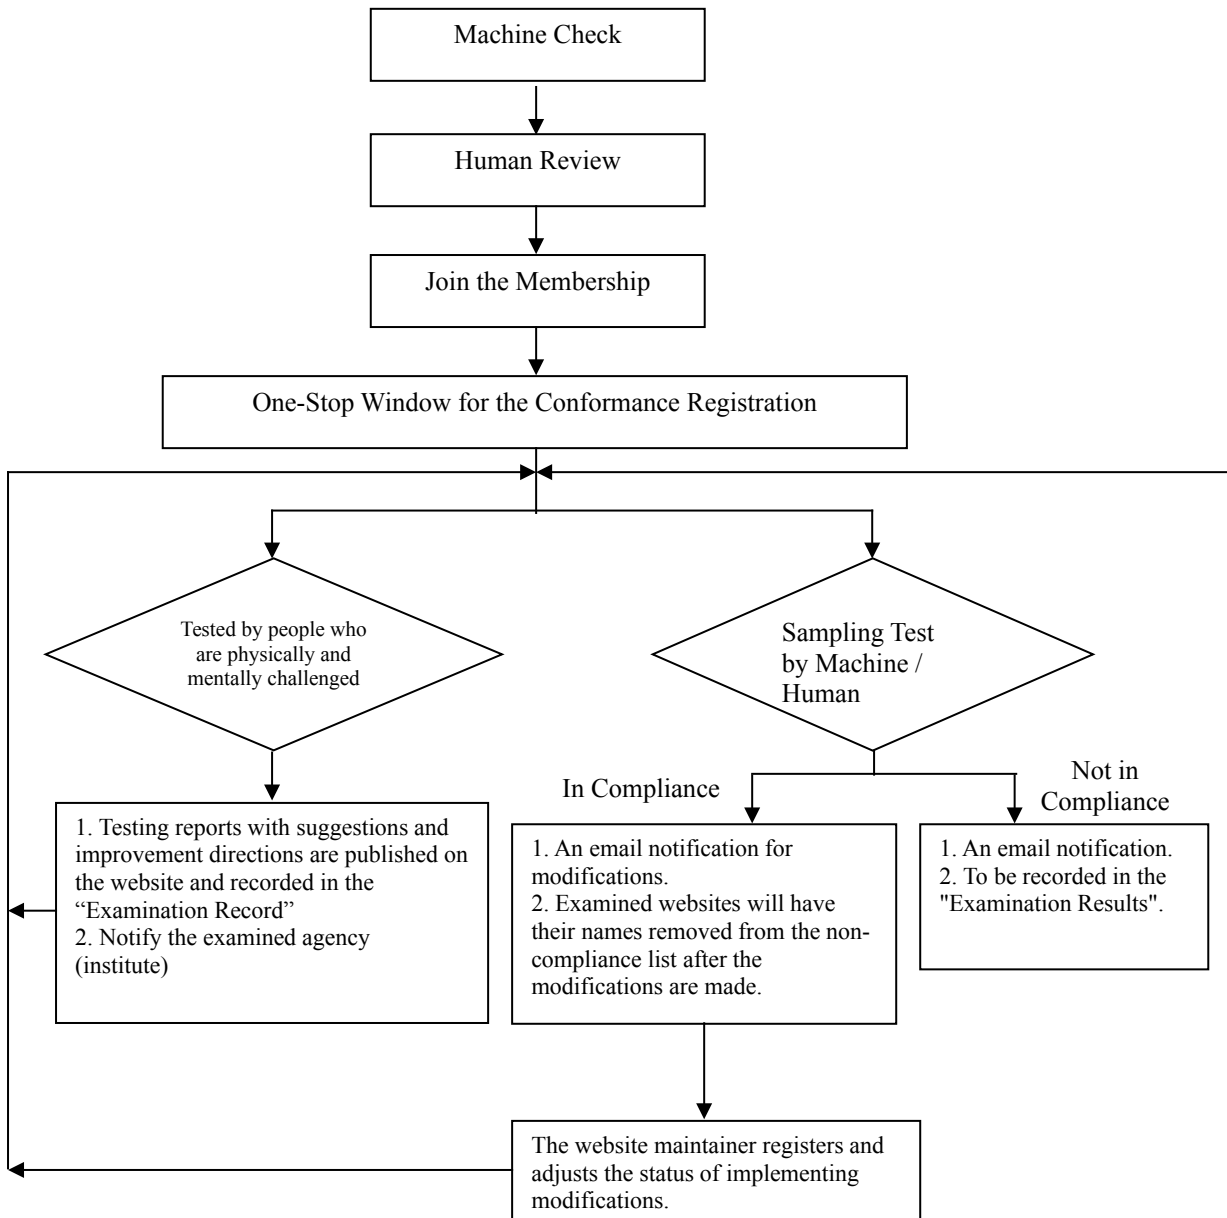 Machine Check
Human Review
Join the Membership
One-Stop Window for the Conformance Registration
Tested by people who
are physically and
mentally challenged
Sampling Test
by Machine /
Human
In Compliance
Not in
Compliance
1. Testing reports with suggestions and
improvement directions are published on
the website and recorded in the
“Examination Record”
2. Notify the examined agency
(institute)
1. An email notification for
modifications.
2. Examined websites will have
their names removed from the non-
compliance list after the
modifications are made.
1. An email notification.
2. To be recorded in the
"Examination Results".
The website maintainer registers and
adjusts the status of implementing
modifications.